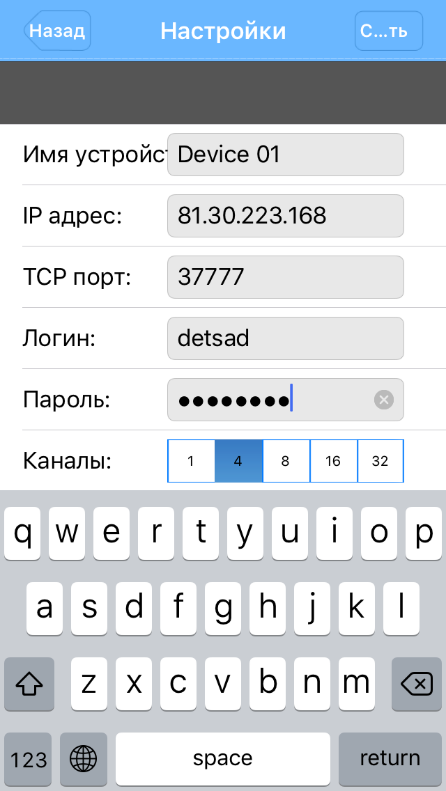 Назад Настройки С...ть
Имя устройст Device 01
IP адрес: 81.30.223.168
TCP порт: 37777
Логин: detsad
Пароль: ••••••••
Каналы: 1 4 8 16 32
q w e r t y u i o p
a s d f g h j k l
z x c v b n m
123 space return